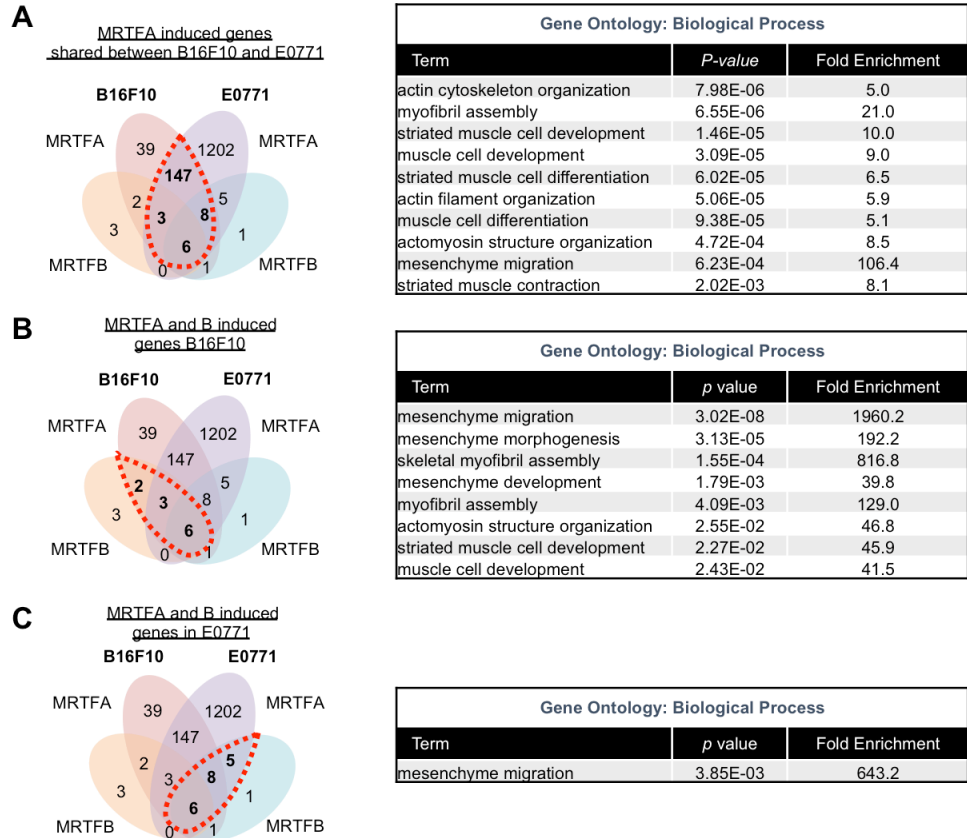 A
MRTFA induced genes
shared between B16F10 and E0771
B16F10 E0771
MRTFA MRTFA
39 1202
147
2 5
3 8
3 6 1
0 1
MRTFB MRTFB
Gene Ontology: Biological Process
Term P-value Fold Enrichment
actin cytoskeleton organization 7.98E-06 5.0
myofibril assembly 6.55E-06 21.0
striated muscle cell development 1.46E-05 10.0
muscle cell development 3.09E-05 9.0
striated muscle cell differentiation 6.02E-05 6.5
actin filament organization 5.06E-05 5.9
muscle cell differentiation 9.38E-05 5.1
actomyosin structure organization 4.72E-04 8.5
mesenchyme migration 6.23E-04 106.4
striated muscle contraction 2.02E-03 8.1
B
MRTFA and B induced
genes B16F10
B16F10 E0771
MRTFA MRTFA
39 1202
147
2 5
3 8
3 6 1
0 1
MRTFB MRTFB
Gene Ontology: Biological Process
Term p value Fold Enrichment
mesenchyme migration 3.02E-08 1960.2
mesenchyme morphogenesis 3.13E-05 192.2
skeletal myofibril assembly 1.55E-04 816.8
mesenchyme development 1.79E-03 39.8
myofibril assembly 4.09E-03 129.0
actomyosin structure organization 2.55E-02 46.8
striated muscle cell development 2.27E-02 45.9
muscle cell development 2.43E-02 41.5
C
MRTFA and B induced
genes in E0771
B16F10 E0771
MRTFA MRTFA
39 1202
147
2 5
3 8
3 6 1
0 1
MRTFB MRTFB
Gene Ontology: Biological Process
Term p value Fold Enrichment
mesenchyme migration 3.85E-03 643.2